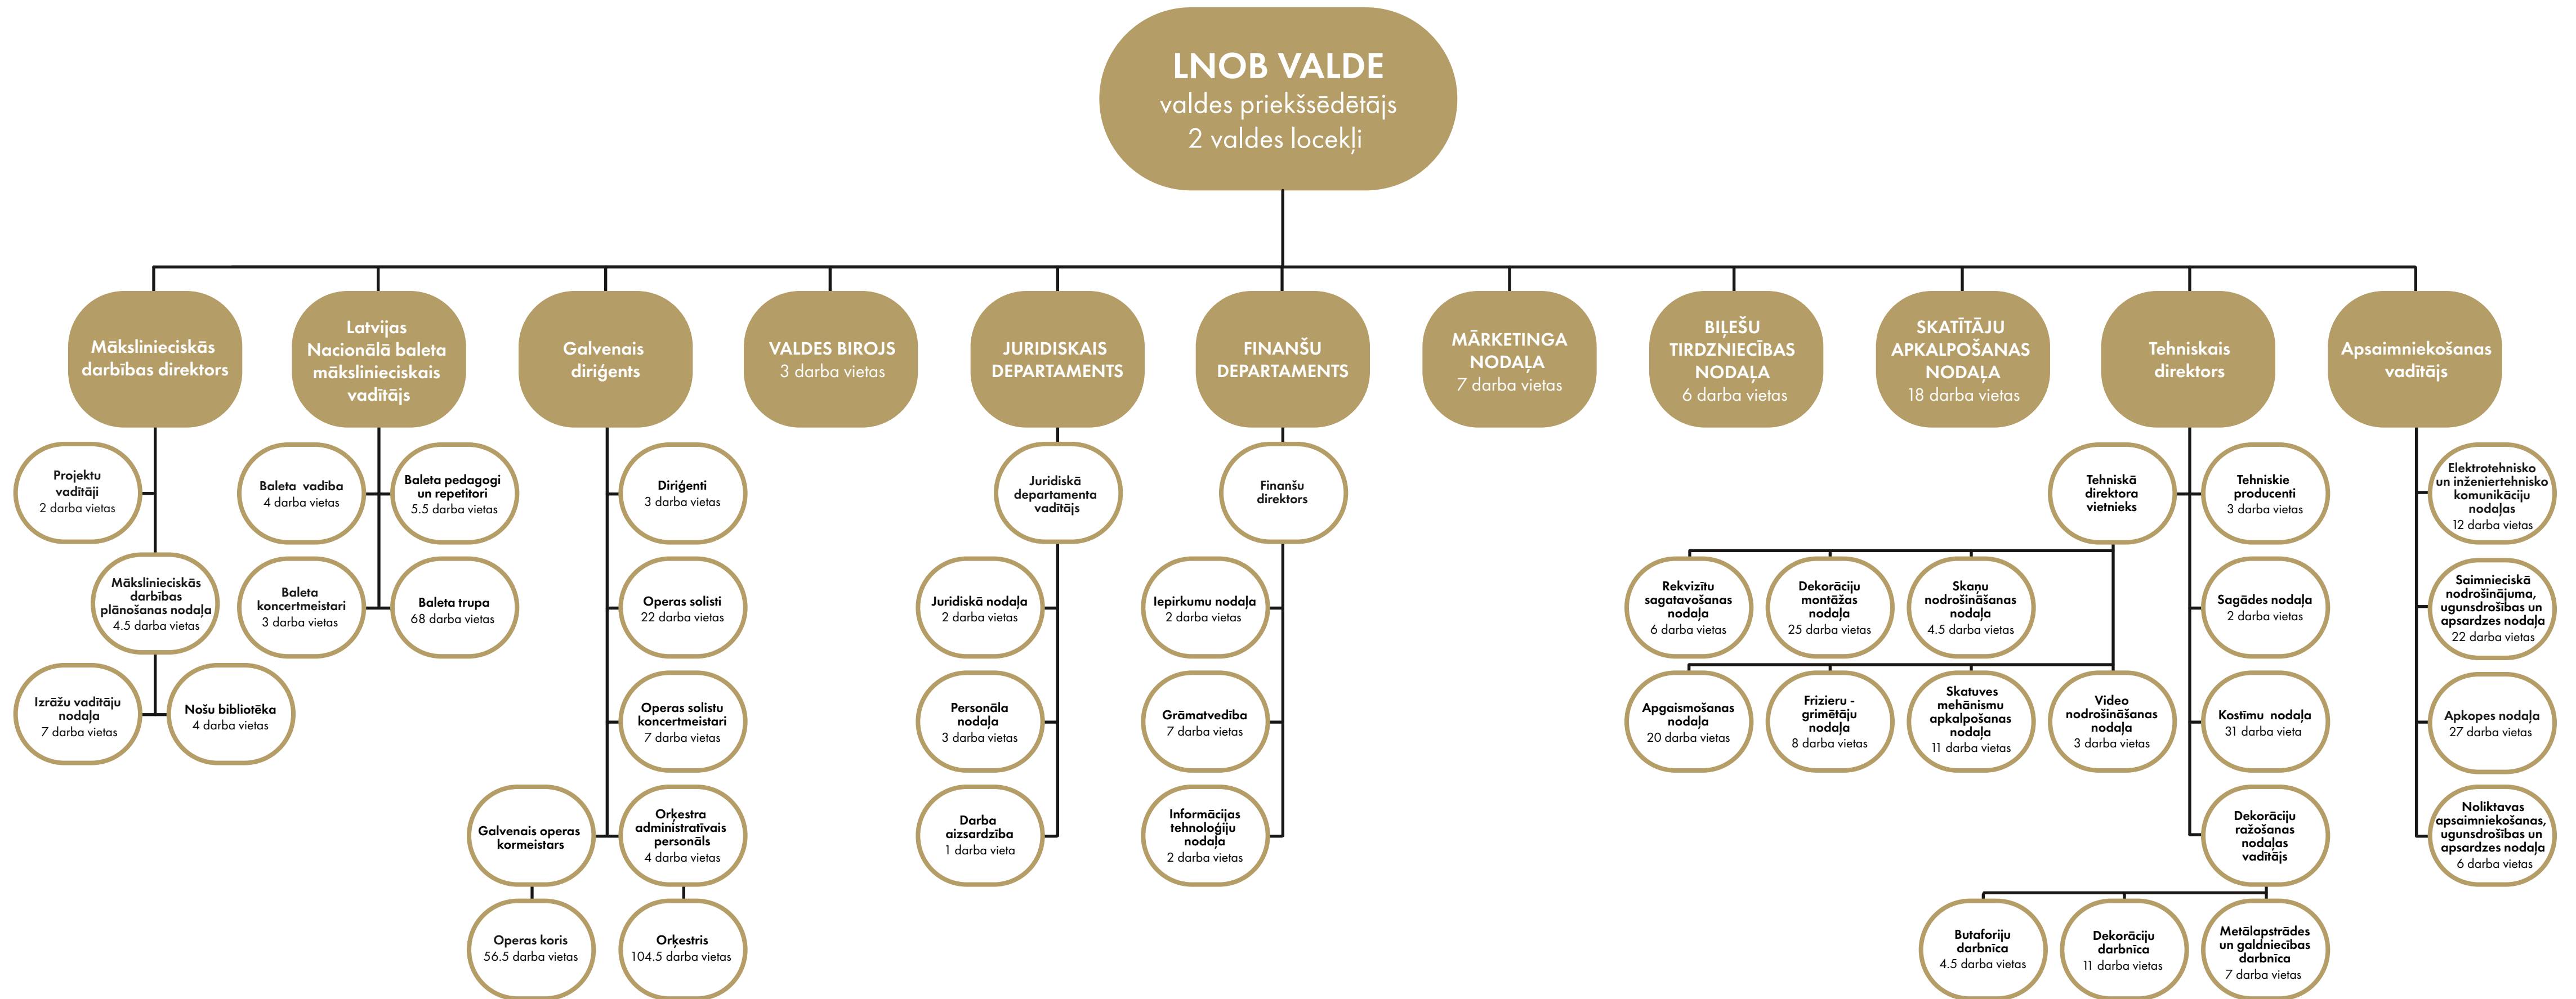 LNOB VALDE
valdes priekšsēdētājs
2 valdes locekļi
Mākslinieciskās
darbības direktors
Latvijas
Nacionālā baleta
mākslinieciskais
vadītājs
Galvenais
diriģents
VALDES BIROJS
3 darba vietas
JURIDISKAIS
DEPARTAMENTS
FINANŠU
DEPARTAMENTS
MĀRKETINGA
NODAĻA
7 darba vietas
BIĻEŠU
TIRDZNIECĪBAS
NODAĻA
6 darba vietas
SKATĪTĀJU
APKALPOŠANAS
NODAĻA
18 darba vietas
Tehniskais
direktors
Apsaimniekošanas
vadītājs
Projektu
vadītāji
2 darba vietas
Mākslinieciskās
darbības
plānošanas nodaļa
4.5 darba vietas
Izrāžu vadītāju
nodaļa
7 darba vietas
Nošu bibliotēka
4 darba vietas
Baleta vadība
4 darba vietas
Baleta pedagogi
un repetitori
5.5 darba vietas
Baleta
koncertmeistari
3 darba vietas
Baleta trupa
68 darba vietas
Diriģenti
3 darba vietas
Operas solisti
22 darba vietas
Operas solistu
koncertmeistari
7 darba vietas
Galvenais operas
kormeistars
Orķestra
administratīvais
personāls
4 darba vietas
Operas koris
56.5 darba vietas
Orķestris
104.5 darba vietas
Juridiskā
departamenta
vadītājs
Juridiskā nodaļa
2 darba vietas
Personāla
nodaļa
3 darba vietas
Darba
aizsardzība
1 darba vieta
Finanšu
direktors
Iepirkumu nodaļa
2 darba vietas
Grāmatvedība
7 darba vietas
Informācijas
tehnoloģiju
nodaļa
2 darba vietas
Tehniskā
direktora
vietnieks
Tehniskie
producenti
3 darba vietas
Rekvizītu
sagatavošanas
nodaļa
6 darba vietas
Dekorāciju
montāžas
nodaļa
25 darba vietas
Skaņu
nodrošināšanas
nodaļa
4.5 darba vietas
Sagādes nodaļa
2 darba vietas
Apgaismošanas
nodaļa
20 darba vietas
Frizieru -
grimētāju
nodaļa
8 darba vietas
Skatuves
mehānismu
apkalpošanas
nodaļa
11 darba vietas
Video
nodrošināšanas
nodaļa
3 darba vietas
Kostīmu nodaļa
31 darba vieta
Dekorāciju
ražošanas
nodaļas
vadītājs
Butaforiju
darbnīca
4.5 darba vietas
Dekorāciju
darbnīca
11 darba vietas
Metālapstrādes
un galdniecības
darbnīca
7 darba vietas
Elektrotehnisko
un inženiertehnisko
komunikāciju
nodaļas
12 darba vietas
Saimnieciskā
nodrošinājuma,
ugunsdrošības un
apsardzes nodaļa
22 darba vietas
Apkopes nodaļa
27 darba vietas
Noliktavas
apsaimniekošanas,
ugunsdrošības un
apsardzes nodaļa
6 darba vietas